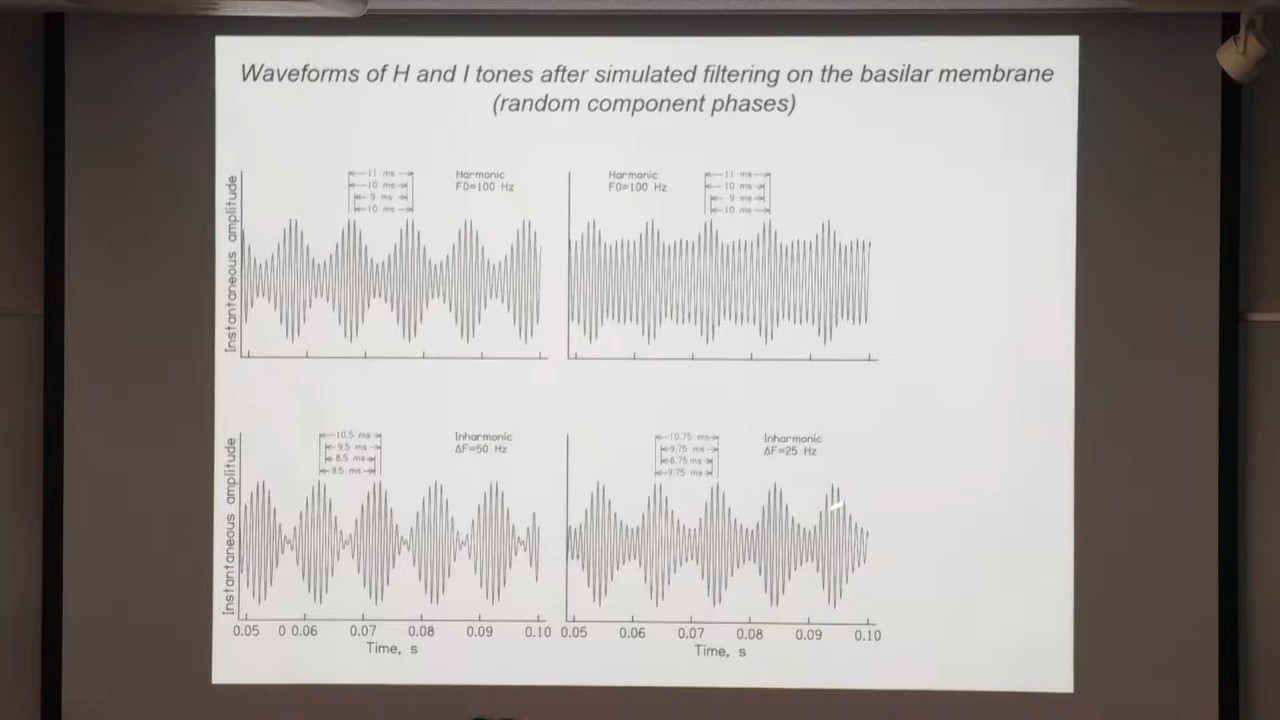 Waveforms of H and I tones after simulated filtering on the basilar membrane
(random component phases)
Instantaneous amplitude
11 ms
10 ms
9 ms
10 ms
Harmonic
F0=100 Hz
Harmonic
F0=100 Hz
11 ms
10 ms
9 ms
10 ms
Instantaneous amplitude
10.5 ms
9.5 ms
8.5 ms
9.5 ms
Inharmonic
ΔF=50 Hz
10.75 ms
9.75 ms
8.75 ms
9.75 ms
Inharmonic
ΔF=25 Hz
0.05 0 0.06 0.07 0.08 0.09 0.10
Time, s
0.05 0.06 0.07 0.08 0.09 0.10
Time, s